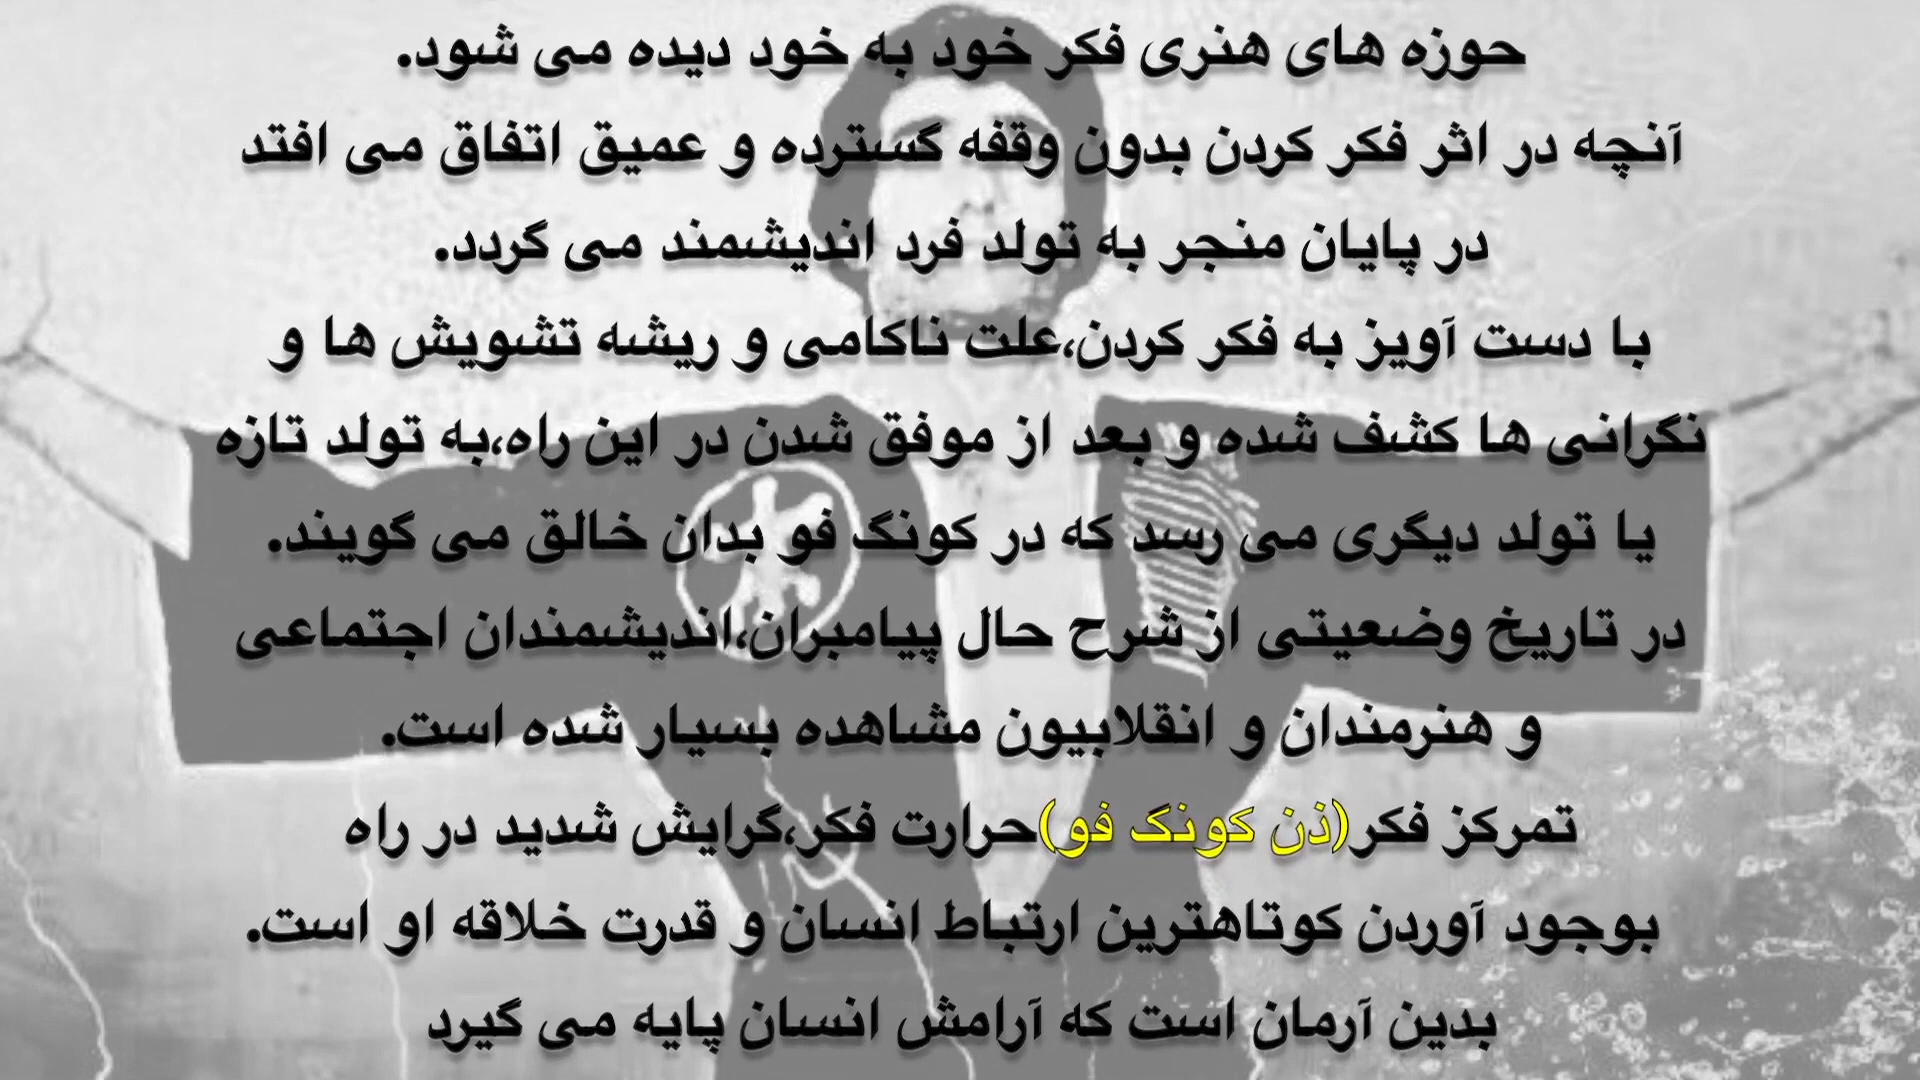 حوزه های هنری فکر خود به خود دیده می شود.
آنچه در اثر فکر کردن بدون وقفه گسترده و عمیق اتفاق می افتد
در پایان منجر به تولد فرد اندیشمند می گردد.
با دست آویز به فکر کردن،علت ناکامی و ریشه تشویش ها و
نگرانی ها کشف شده و بعد از موفق شدن در این راه،به تولد تازه
یا تولد دیگری می رسد که در کونگ فو بدان خالق می گویند.
در تاریخ وضعیتی از شرح حال پیامبران،اندیشمندان اجتماعی
و هنرمندان و انقلابیون مشاهده بسیار شده است.
تمرکز فکر(ذن کونگ فو)حرارت فکر،گرایش شدید در راه
بوجود آوردن کوتاهترین ارتباط انسان و قدرت خلاقه او است.
بدین آرمان است که آرامش انسان پایه می گیرد